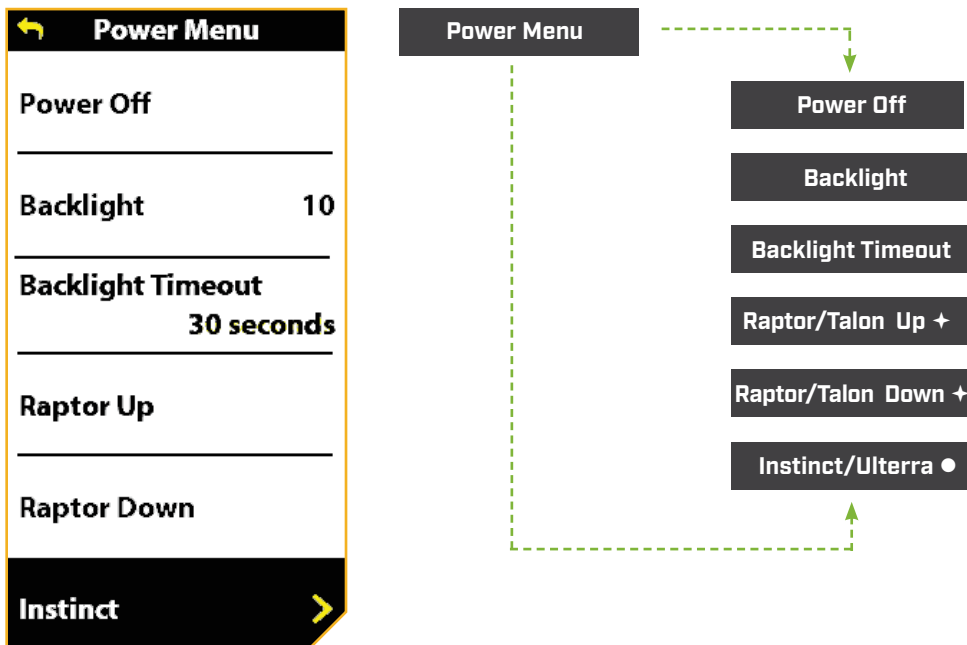 Power Menu
Power Off
Backlight 10
Backlight Timeout
30 seconds
Raptor Up
Raptor Down
Instinct
Power Menu
Power Off
Backlight
Backlight Timeout
Raptor/Talon Up ✦
Raptor/Talon Down ✦
Instinct/Ulterra ●